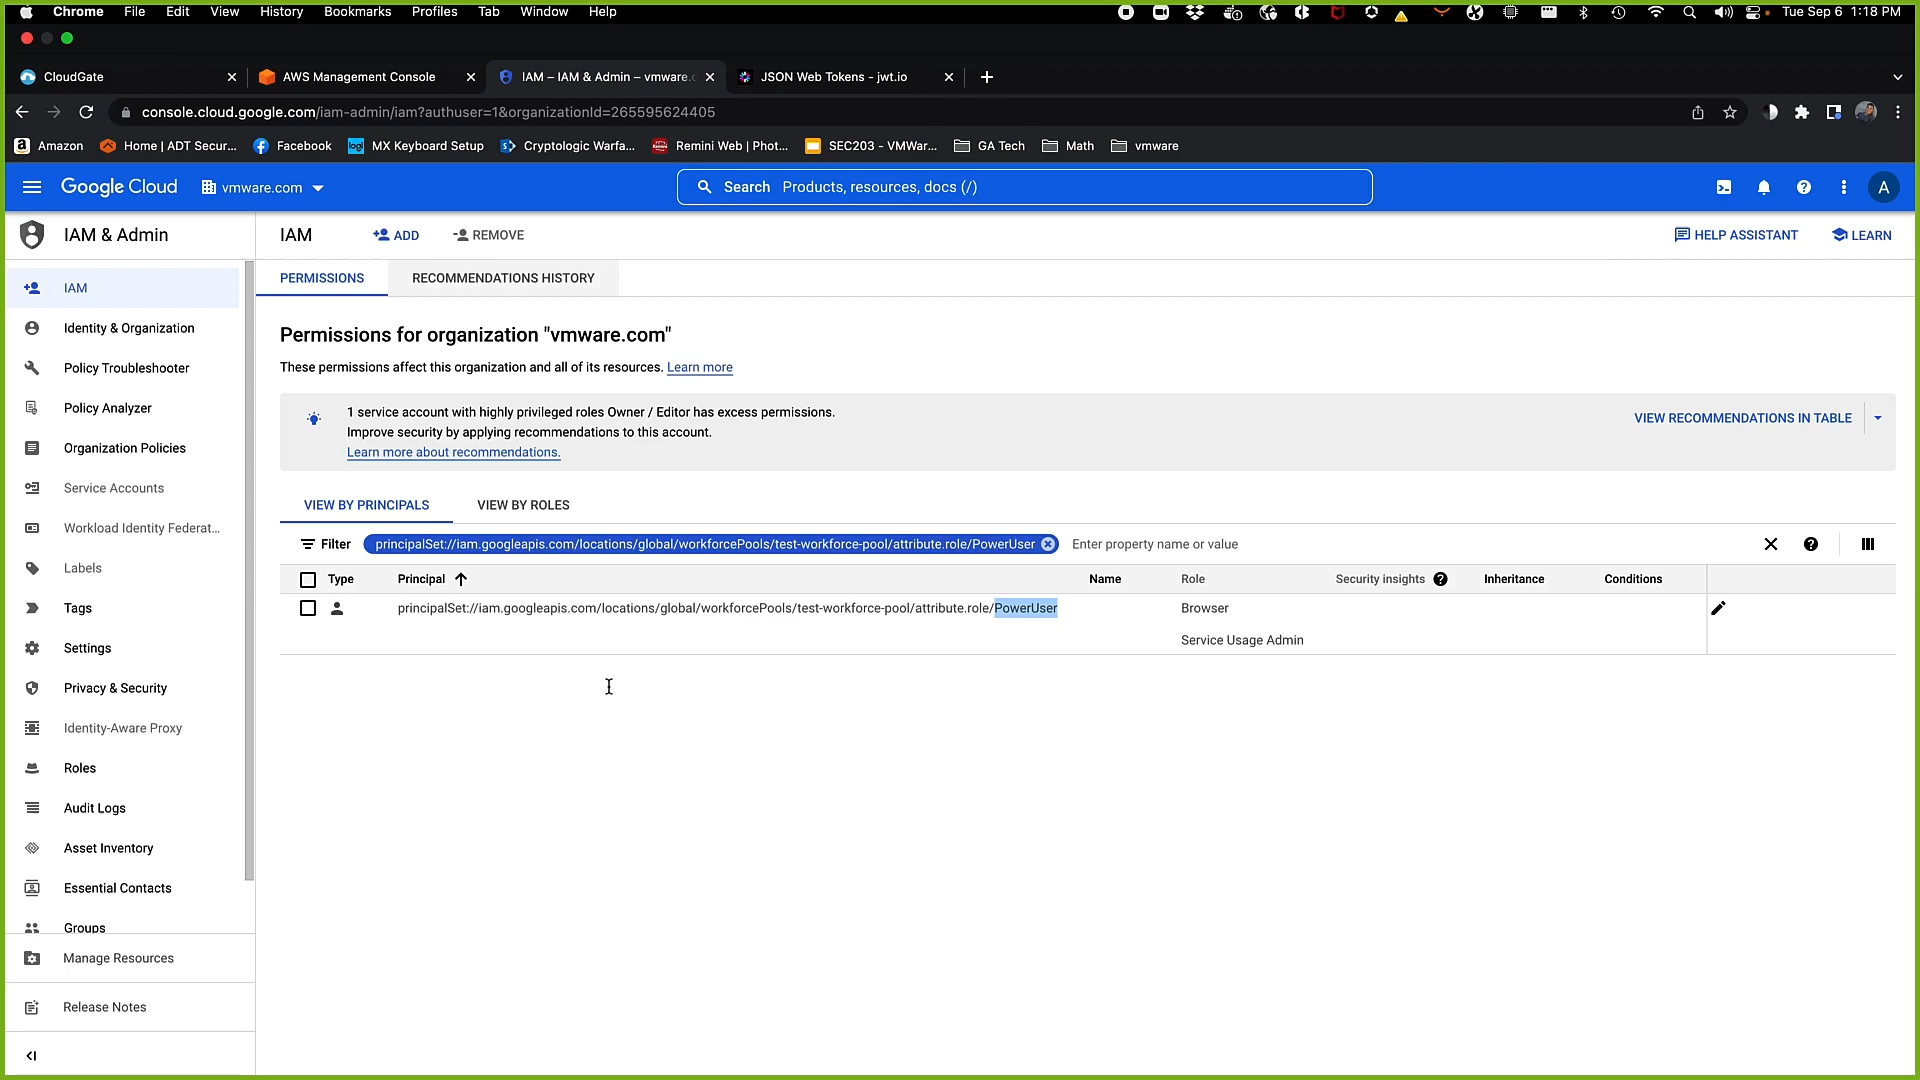 Chrome File Edit View History Bookmarks Profiles Tab Window Help Tue Sep 6 1:18 PM
CloudGate AWS Management Console IAM – IAM & Admin – vmware.c JSON Web Tokens - jwt.io
console.cloud.google.com/iam-admin/iam?authuser=1&organizationId=265595624405
Amazon Home | ADT Secur... Facebook logi MX Keyboard Setup Cryptologic Warfa... Remini Web | Phot... SEC203 - VMWar... GA Tech Math vmware
Google Cloud vmware.com Search Products, resources, docs (/) A
IAM & Admin
IAM ADD REMOVE HELP ASSISTANT LEARN
PERMISSIONS RECOMMENDATIONS HISTORY
IAM
Identity & Organization
Policy Troubleshooter
Policy Analyzer
Organization Policies
Service Accounts
Workload Identity Federat...
Labels
Tags
Settings
Privacy & Security
Identity-Aware Proxy
Roles
Audit Logs
Asset Inventory
Essential Contacts
Groups
Manage Resources
Release Notes
Permissions for organization "vmware.com"
These permissions affect this organization and all of its resources. Learn more
1 service account with highly privileged roles Owner / Editor has excess permissions.
Improve security by applying recommendations to this account.
Learn more about recommendations.
VIEW RECOMMENDATIONS IN TABLE
VIEW BY PRINCIPALS VIEW BY ROLES
Filter principalSet://iam.googleapis.com/locations/global/workforcePools/test-workforce-pool/attribute.role/PowerUser Enter property name or value
Type Principal Name Role Security insights Inheritance Conditions
principalSet://iam.googleapis.com/locations/global/workforcePools/test-workforce-pool/attribute.role/PowerUser Browser
Service Usage Admin